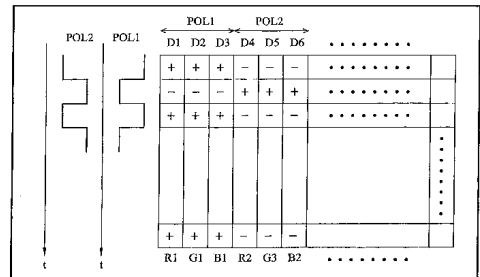 POL1 POL2
POL2 POL1 D1 D2 D3 D4 D5 D6 ........
+ + + - - - ........
- - - + + + ........
+ + + - - - ........
+ + + - - -
t t R1 G1 B1 R2 G3 B2 ........